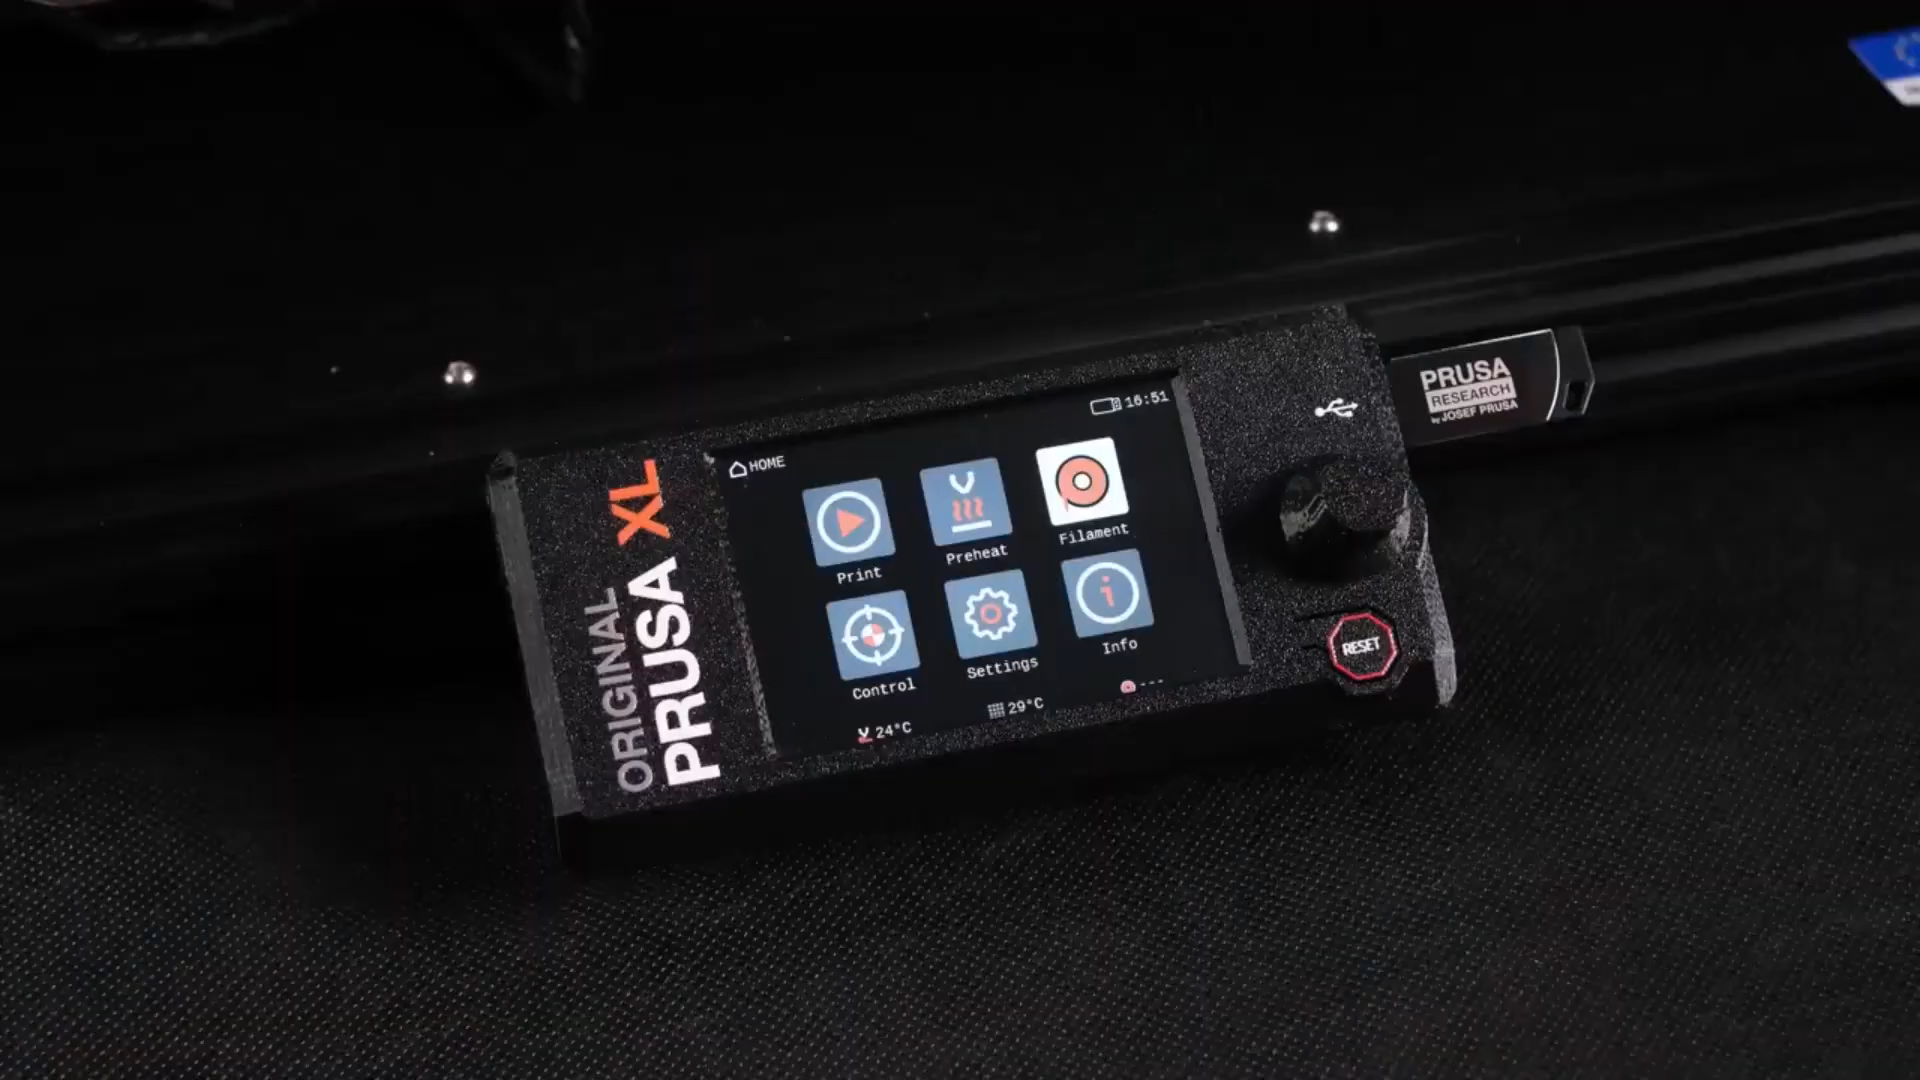 ORIGINAL
PRUSA XL
HOME
16:51
Print
Preheat
Filament
Control
Settings
Info
24°C
29°C
---
RESET
PRUSA
RESEARCH
by JOSEF PRUSA